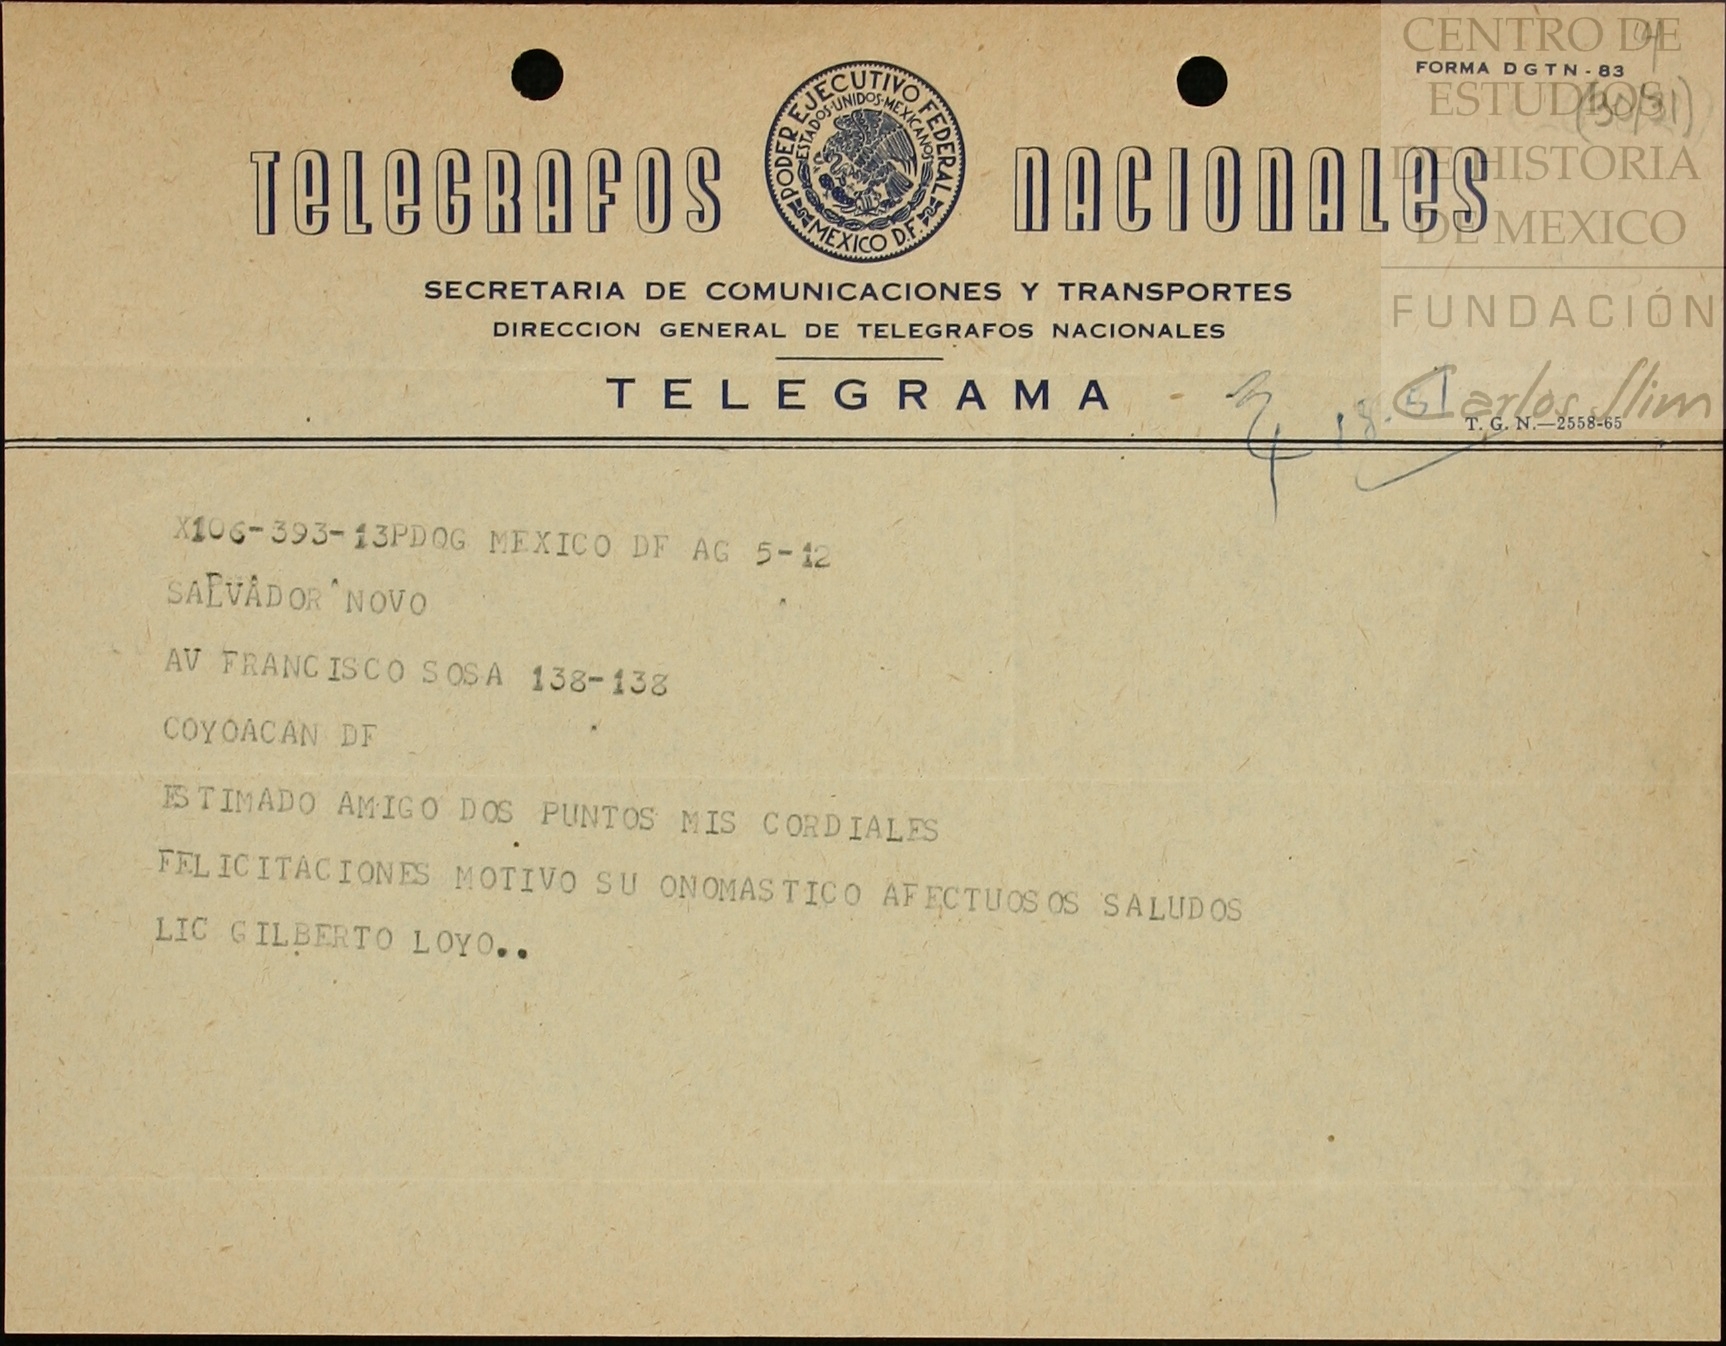 CENTRO DE
ESTUDIOS
DE HISTORIA
DE MEXICO
FUNDACIÓN
Carlos Slim
FORMA DGTN-83
(30/31)
TELEGRAFOS NACIONALES
PODER EJECUTIVO FEDERAL
ESTADOS·UNIDOS·MEXICANOS
MEXICO D.F.
SECRETARIA DE COMUNICACIONES Y TRANSPORTES
DIRECCION GENERAL DE TELEGRAFOS NACIONALES
TELEGRAMA
T. G. N.—2558-65
X106-393-13PDOG MEXICO DF AG 5-12
SALVADOR NOVO
AV FRANCISCO SOSA 138-138
COYOACAN DF
ESTIMADO AMIGO DOS PUNTOS MIS CORDIALES
FELICITACIONES MOTIVO SU ONOMASTICO AFECTUOSOS SALUDOS
LIC GILBERTO LOYO..